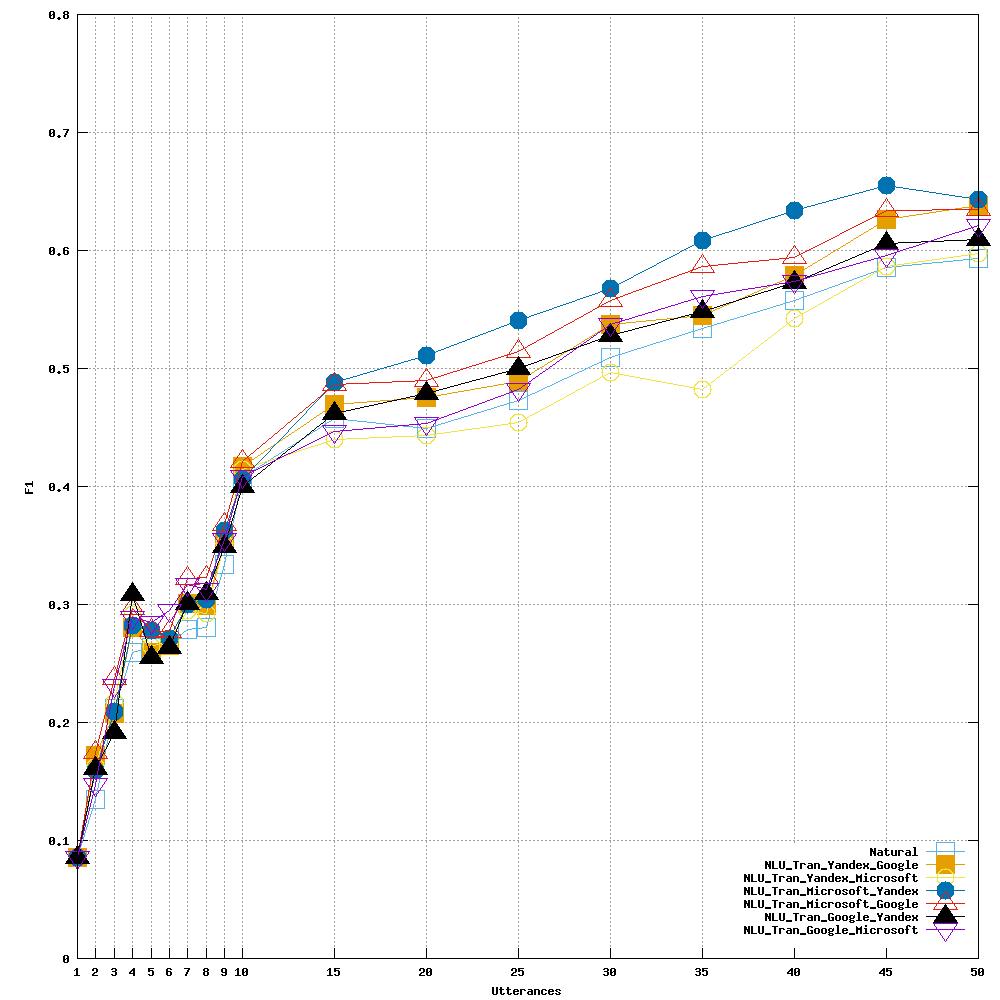 0.8
0.7
0.6
0.5
0.4
0.3
0.2
0.1
0
F1
1 2 3 4 5 6 7 8 9 10 15 20 25 30 35 40 45 50
Utterances
Natural
NLU_Tran_Yandex_Google
NLU_Tran_Yandex_Microsoft
NLU_Tran_Microsoft_Yandex
NLU_Tran_Microsoft_Google
NLU_Tran_Google_Yandex
NLU_Tran_Google_Microsoft